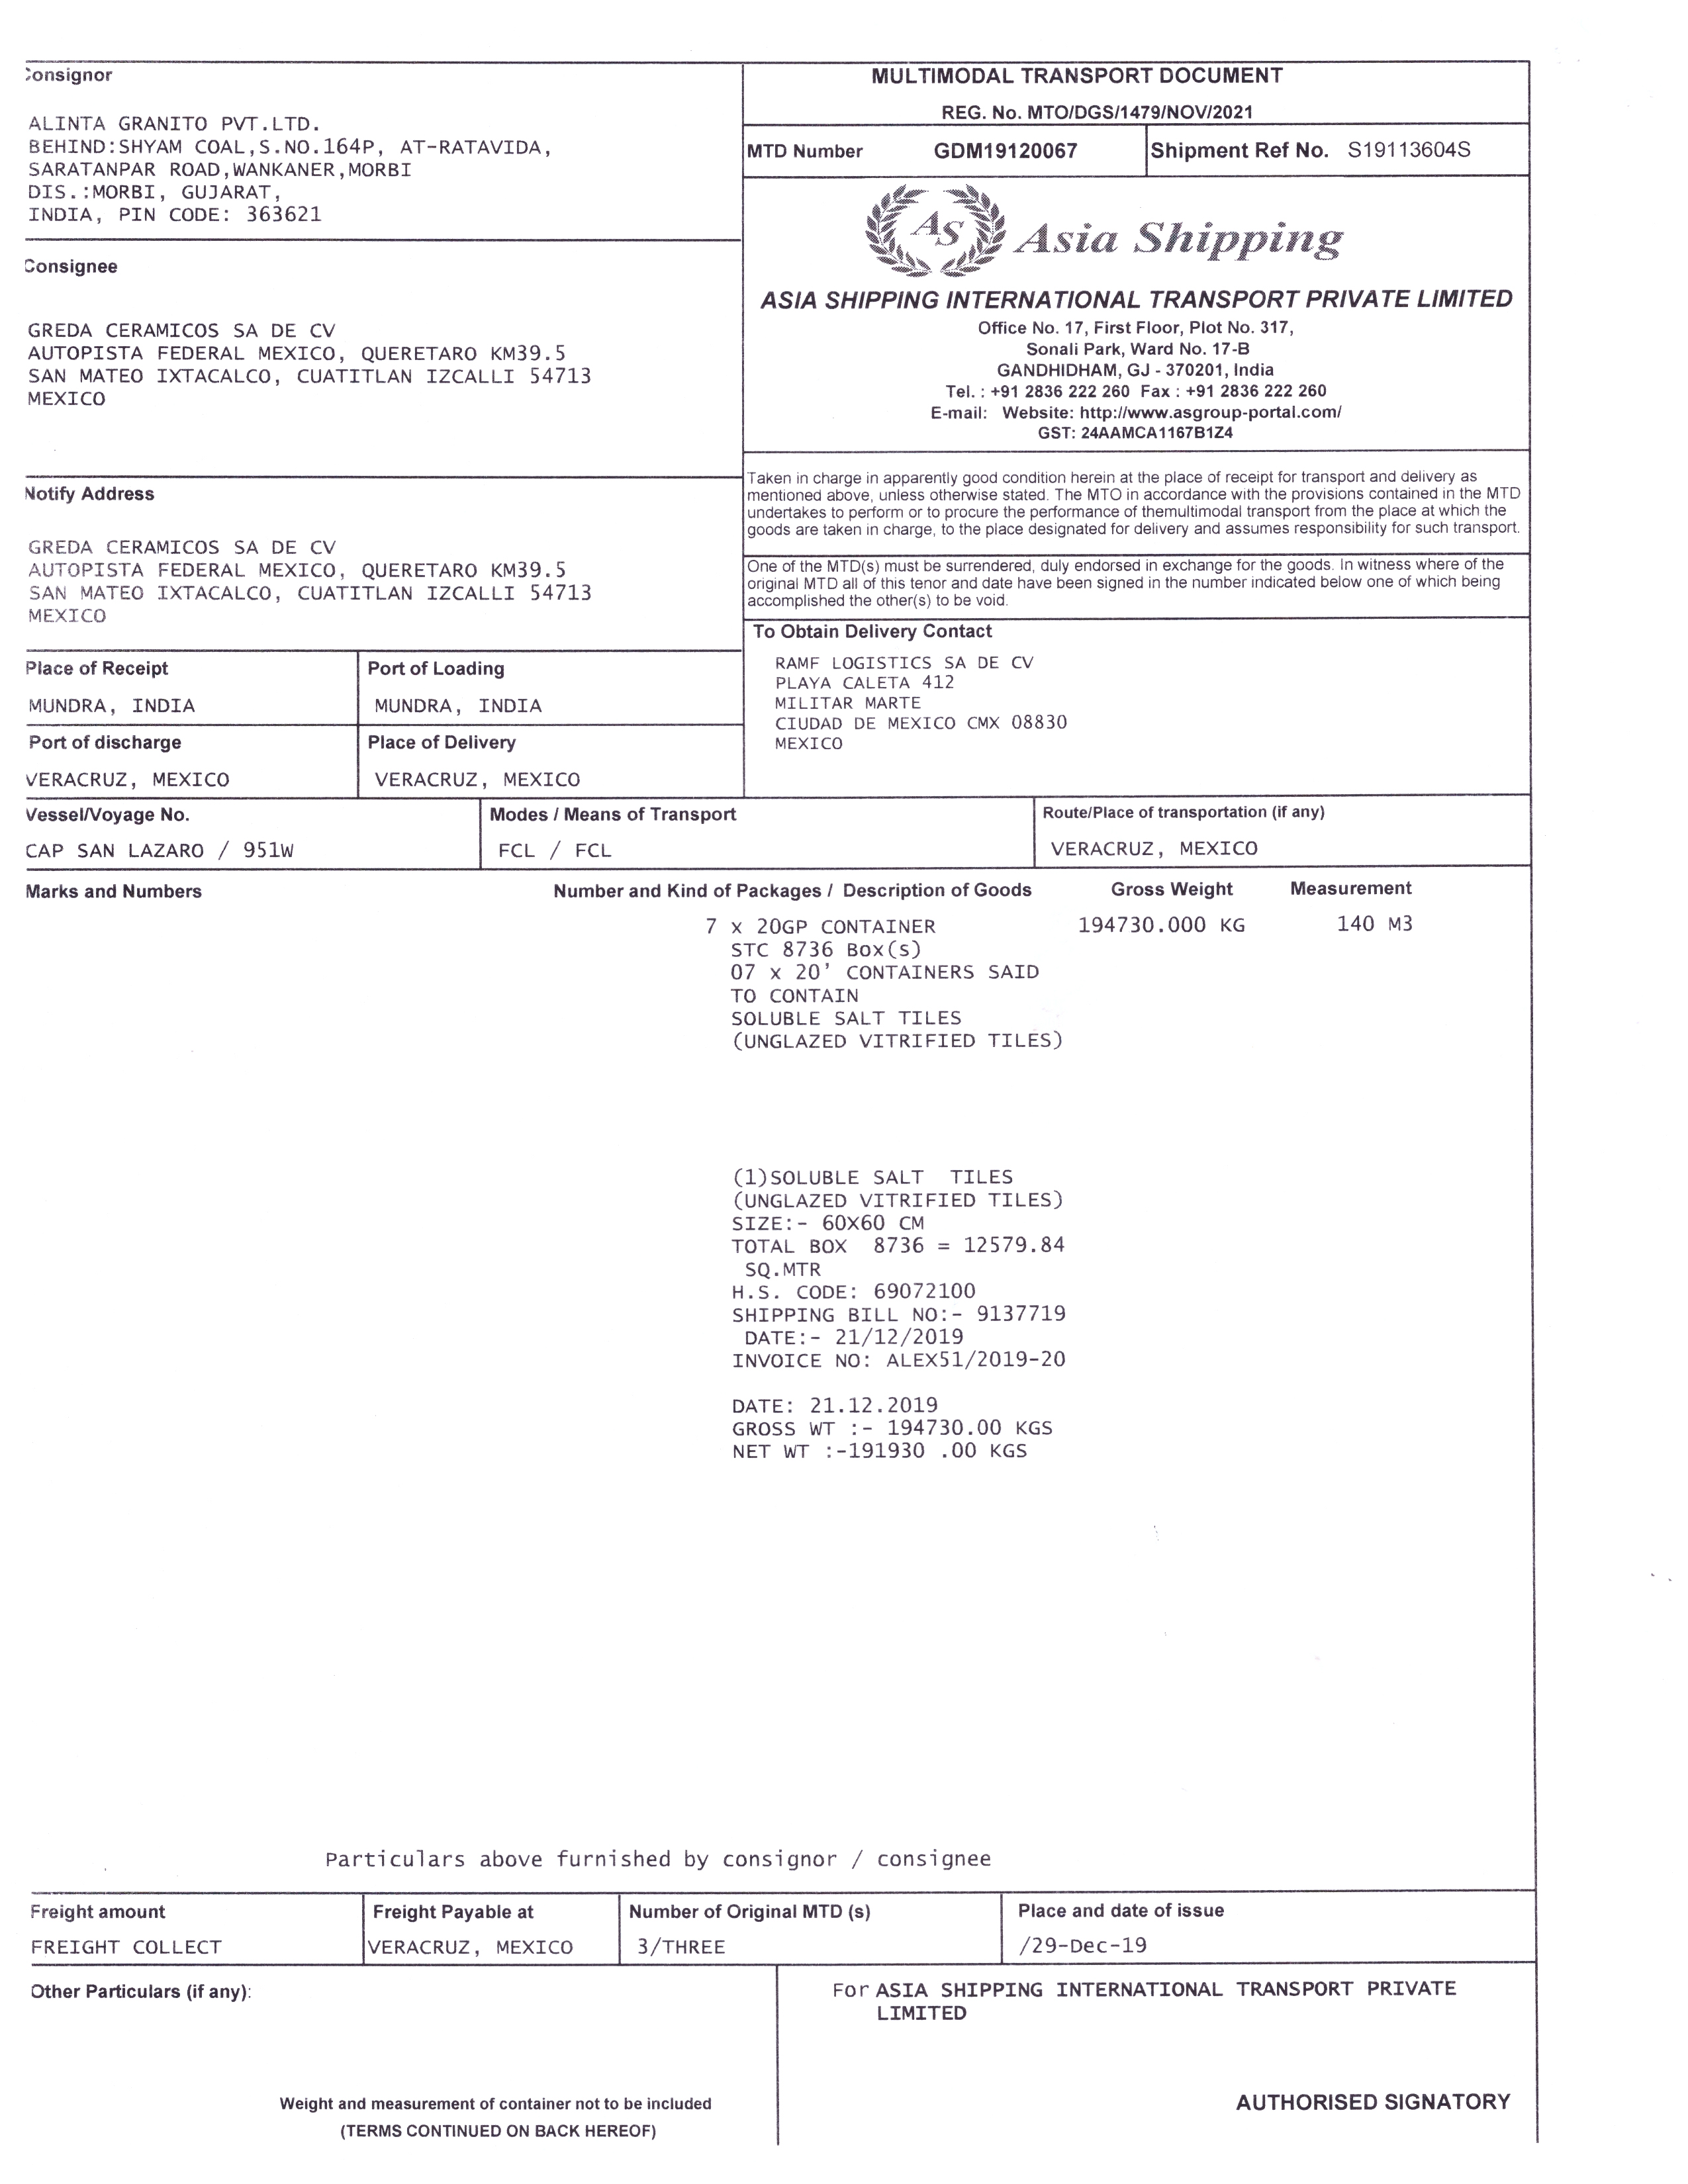 Consignor
ALINTA GRANITO PVT.LTD.
BEHIND:SHYAM COAL,S.NO.164P, AT-RATAVIDA,
SARATANPAR ROAD,WANKANER,MORBI
DIS.:MORBI, GUJARAT,
INDIA, PIN CODE: 363621
Consignee
GREDA CERAMICOS SA DE CV
AUTOPISTA FEDERAL MEXICO, QUERETARO KM39.5
SAN MATEO IXTACALCO, CUATITLAN IZCALLI 54713
MEXICO
Notify Address
GREDA CERAMICOS SA DE CV
AUTOPISTA FEDERAL MEXICO, QUERETARO KM39.5
SAN MATEO IXTACALCO, CUATITLAN IZCALLI 54713
MEXICO
MULTIMODAL TRANSPORT DOCUMENT
REG. No. MTO/DGS/1479/NOV/2021
MTD Number GDM19120067 Shipment Ref No. S19113604S
AS Asia Shipping
ASIA SHIPPING INTERNATIONAL TRANSPORT PRIVATE LIMITED
Office No. 17, First Floor, Plot No. 317,
Sonali Park, Ward No. 17-B
GANDHIDHAM, GJ - 370201, India
Tel. : +91 2836 222 260 Fax : +91 2836 222 260
E-mail: Website: http://www.asgroup-portal.com/
GST: 24AAMCA1167B1Z4
Taken in charge in apparently good condition herein at the place of receipt for transport and delivery as
mentioned above, unless otherwise stated. The MTO in accordance with the provisions contained in the MTD
undertakes to perform or to procure the performance of themultimodal transport from the place at which the
goods are taken in charge, to the place designated for delivery and assumes responsibility for such transport.
One of the MTD(s) must be surrendered, duly endorsed in exchange for the goods. In witness where of the
original MTD all of this tenor and date have been signed in the number indicated below one of which being
accomplished the other(s) to be void.
To Obtain Delivery Contact
RAMF LOGISTICS SA DE CV
PLAYA CALETA 412
MILITAR MARTE
CIUDAD DE MEXICO CMX 08830
MEXICO
Place of Receipt Port of Loading
MUNDRA, INDIA MUNDRA, INDIA
Port of discharge Place of Delivery
VERACRUZ, MEXICO VERACRUZ, MEXICO
Vessel/Voyage No. Modes / Means of Transport Route/Place of transportation (if any)
CAP SAN LAZARO / 951W FCL / FCL VERACRUZ, MEXICO
Marks and Numbers Number and Kind of Packages / Description of Goods Gross Weight Measurement
7 x 20GP CONTAINER 194730.000 KG 140 M3
STC 8736 Box(s)
07 x 20' CONTAINERS SAID
TO CONTAIN
SOLUBLE SALT TILES
(UNGLAZED VITRIFIED TILES)
(1)SOLUBLE SALT TILES
(UNGLAZED VITRIFIED TILES)
SIZE:- 60X60 CM
TOTAL BOX 8736 = 12579.84
SQ.MTR
H.S. CODE: 69072100
SHIPPING BILL NO:- 9137719
DATE:- 21/12/2019
INVOICE NO: ALEX51/2019-20
DATE: 21.12.2019
GROSS WT :- 194730.00 KGS
NET WT :-191930 .00 KGS
Particulars above furnished by consignor / consignee
Freight amount Freight Payable at Number of Original MTD (s) Place and date of issue
FREIGHT COLLECT VERACRUZ, MEXICO 3/THREE /29-Dec-19
Other Particulars (if any):
For ASIA SHIPPING INTERNATIONAL TRANSPORT PRIVATE
LIMITED
Weight and measurement of container not to be included
(TERMS CONTINUED ON BACK HEREOF)
AUTHORISED SIGNATORY